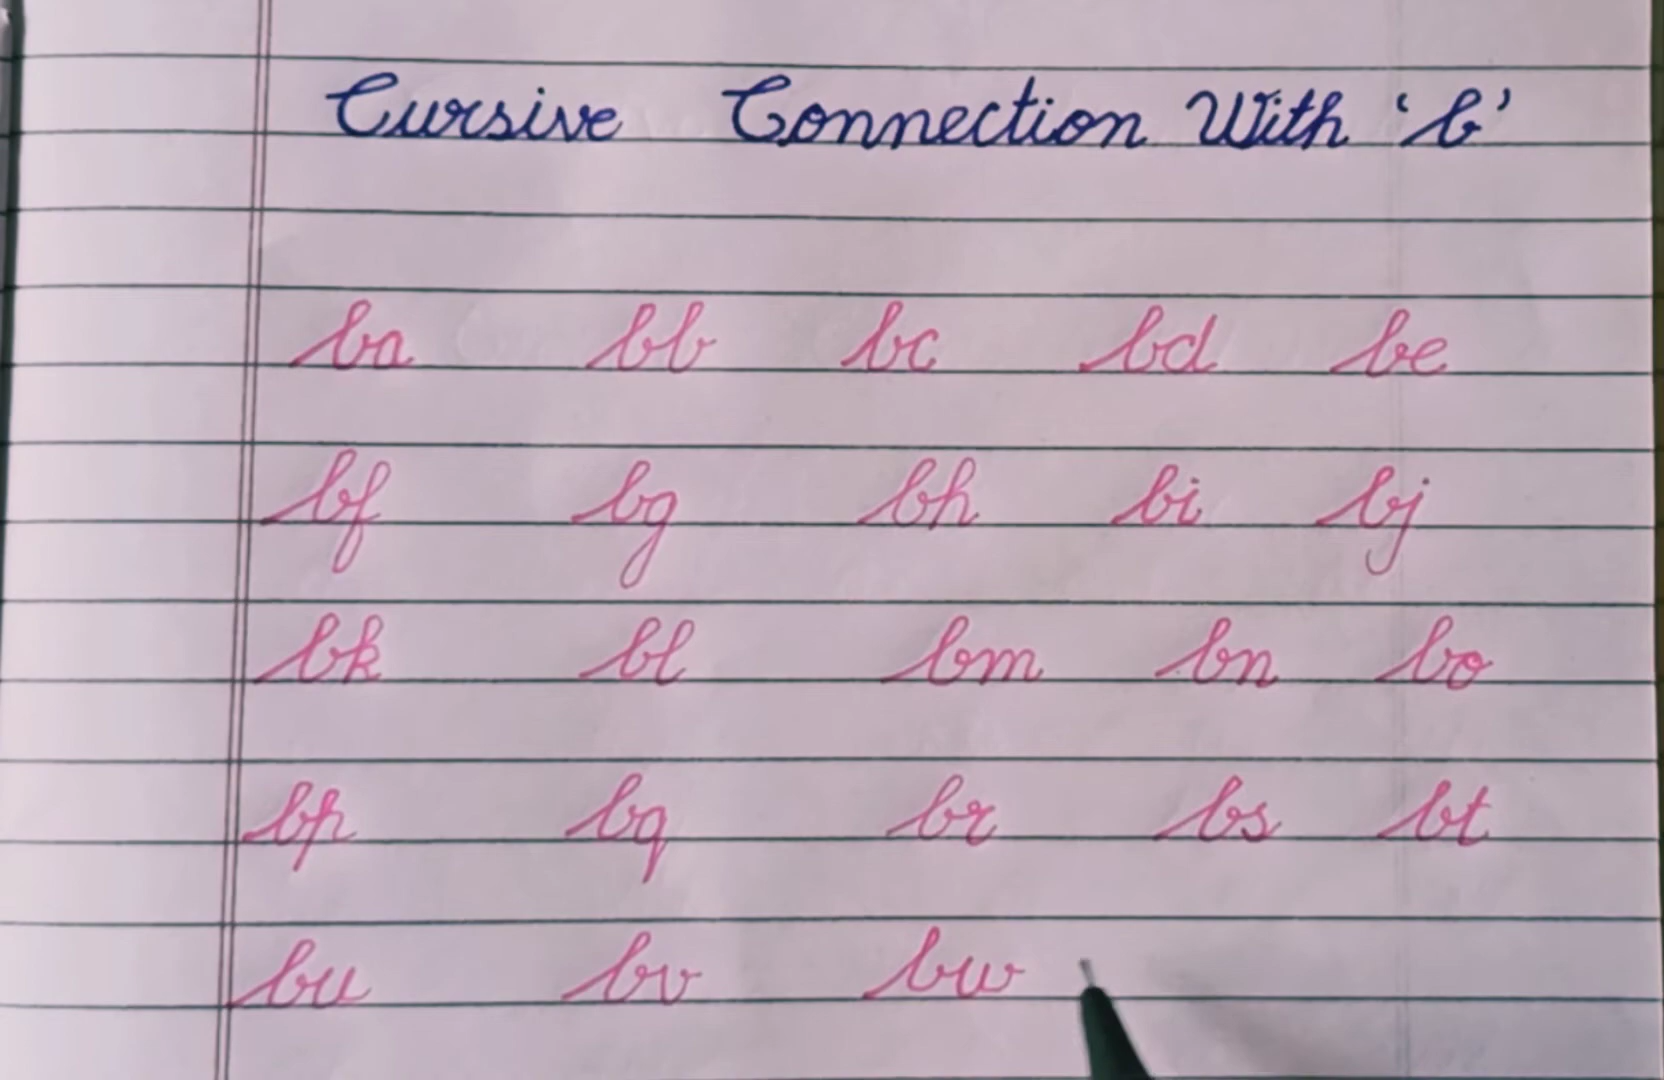 Cursive Connection With 'b'
ba bb bc bd be
bf bg bh bi bj
bk bl bm bn bo
bp bq br bs bt
bu bv bw